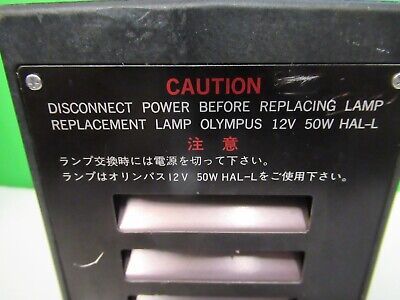 CAUTION
DISCONNECT POWER BEFORE REPLACING LAMP
REPLACEMENT LAMP OLYMPUS 12V 50W HAL-L
注 意
ランプ交換時には電源を切って下さい。
ランプはオリンパス12V 50W HAL-Lをご使用下さい。